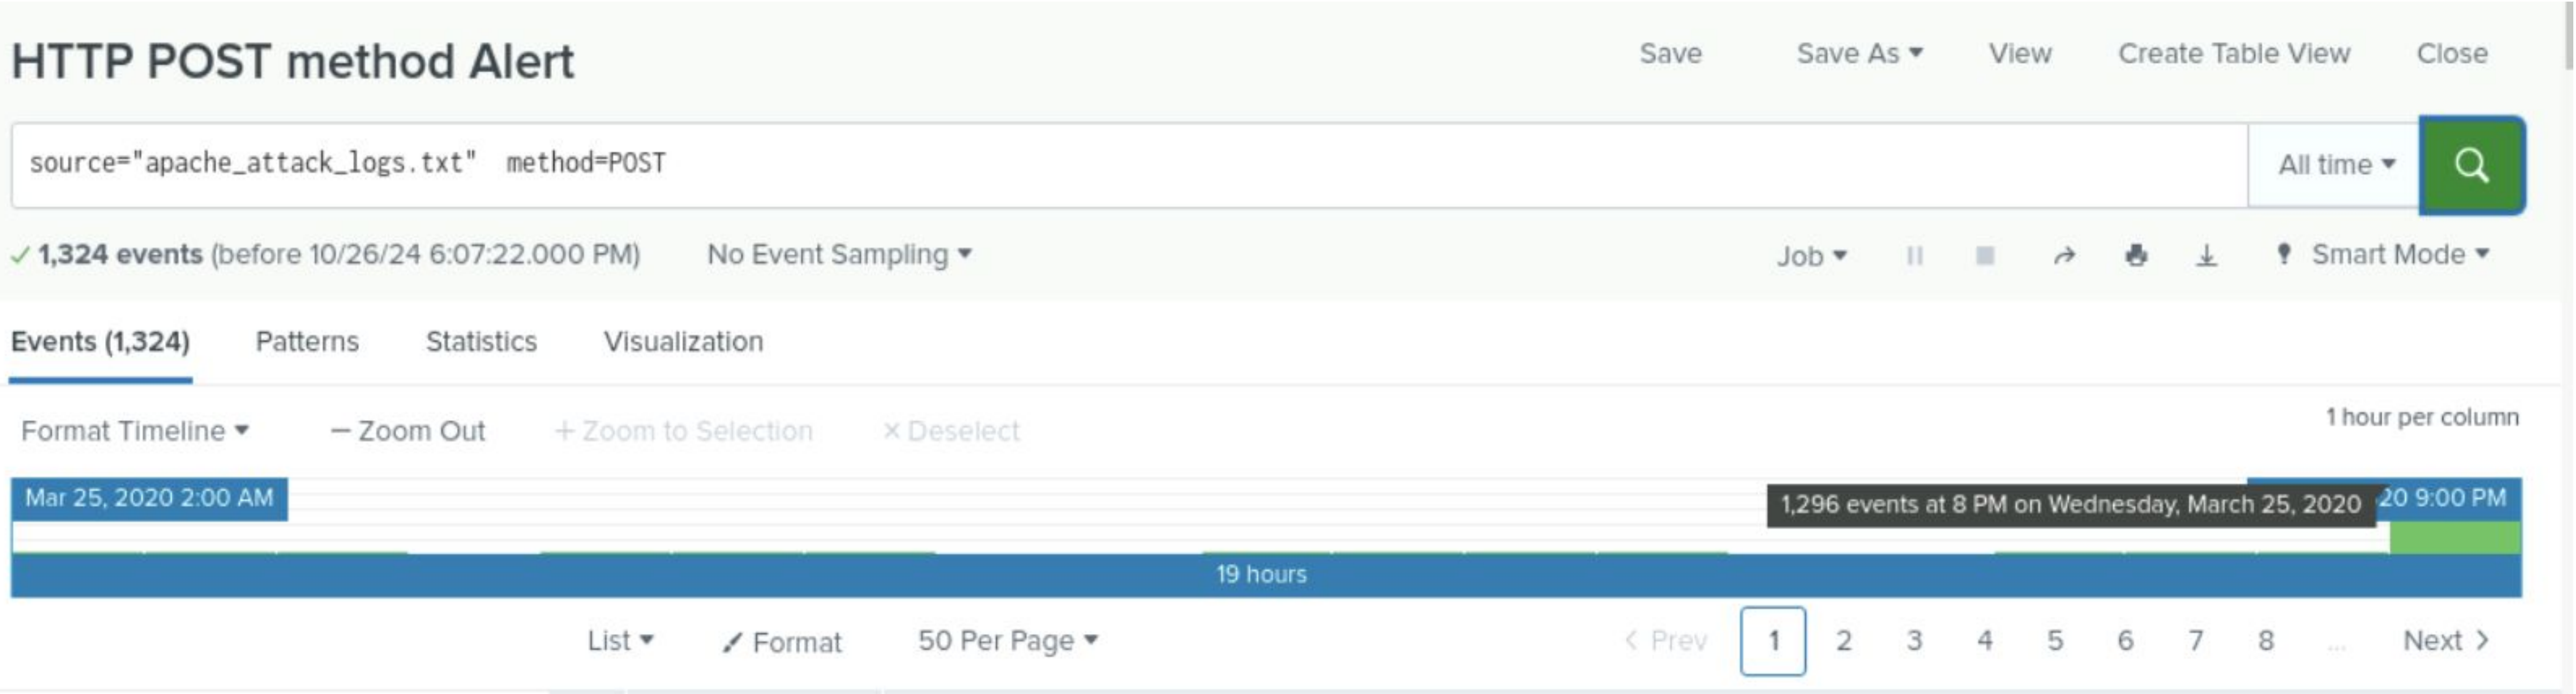 HTTP POST method Alert
Save Save As View Create Table View Close
source="apache_attack_logs.txt" method=POST
All time
1,324 events (before 10/26/24 6:07:22.000 PM) No Event Sampling Job Smart Mode
Events (1,324) Patterns Statistics Visualization
Format Timeline — Zoom Out + Zoom to Selection × Deselect 1 hour per column
Mar 25, 2020 2:00 AM 1,296 events at 8 PM on Wednesday, March 25, 2020 20 9:00 PM
19 hours
List Format 50 Per Page < Prev 1 2 3 4 5 6 7 8 ... Next >